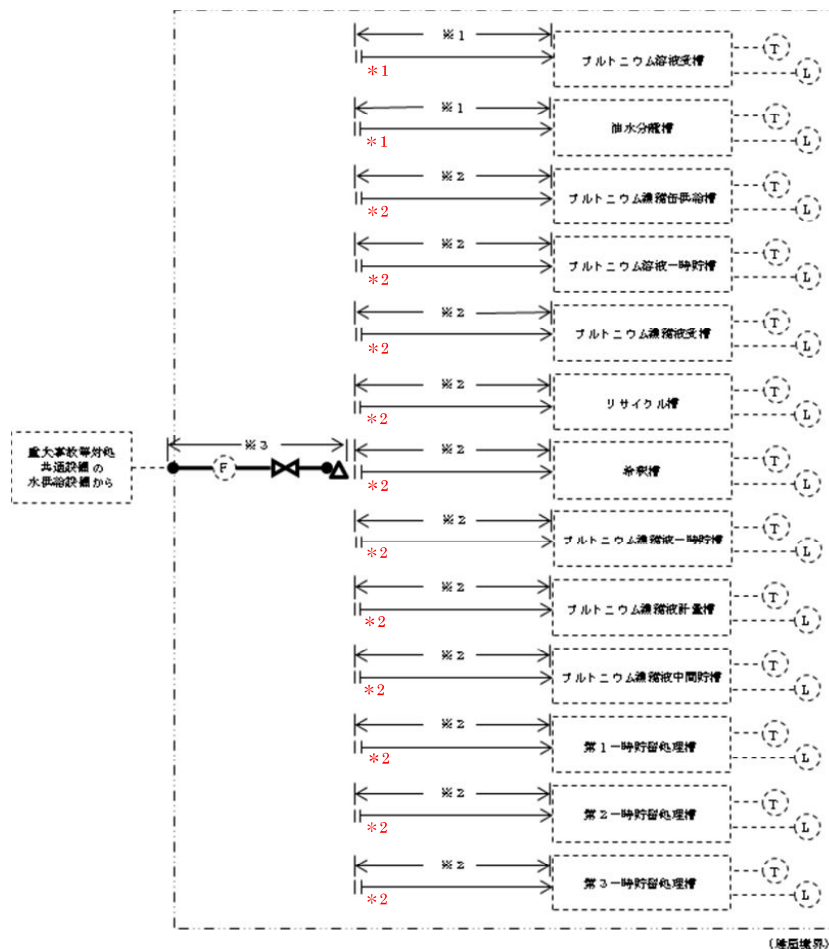 ※1
*1
プルトニウム溶液受槽
T
L
※1
*1
油水分離槽
T
L
※2
*2
プルトニウム濃縮缶供給槽
T
L
※2
*2
プルトニウム溶液一時貯槽
T
L
※2
*2
プルトニウム濃縮液受槽
T
L
※2
*2
リサイクル槽
T
L
重大事故等対処
共通設備の
水供給設備から
※3
F
※2
*2
希釈槽
T
L
※2
*2
プルトニウム濃縮液一時貯槽
T
L
※2
*2
プルトニウム濃縮液計量槽
T
L
※2
*2
プルトニウム濃縮液中間貯槽
T
L
※2
*2
第1一時貯留処理槽
T
L
※2
*2
第2一時貯留処理槽
T
L
※2
*2
第3一時貯留処理槽
T
L
(建屋境界)